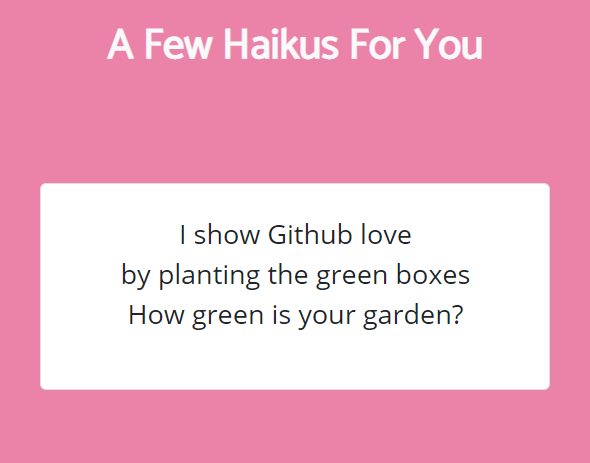 A Few Haikus For You
I show Github love
by planting the green boxes
How green is your garden?